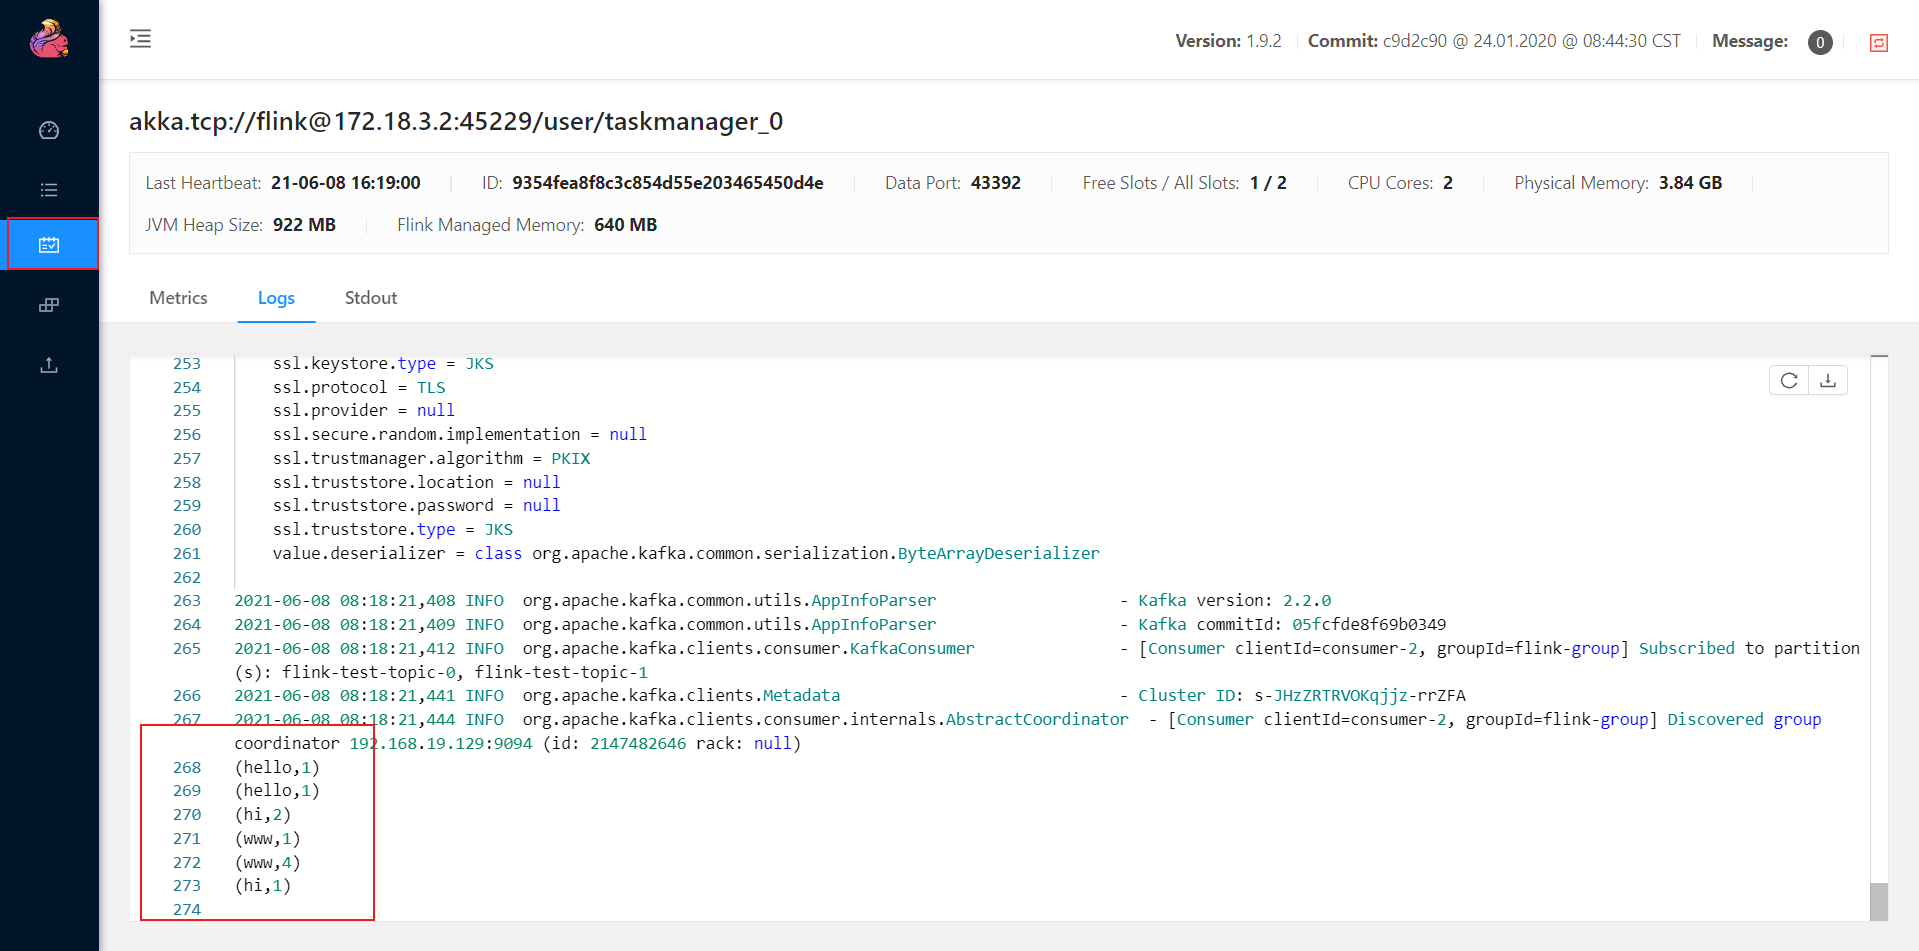 Version: 1.9.2 Commit: c9d2c90 @ 24.01.2020 @ 08:44:30 CST Message: 0
akka.tcp://flink@172.18.3.2:45229/user/taskmanager_0
Last Heartbeat: 21-06-08 16:19:00 ID: 9354fea8f8c3c854d55e203465450d4e Data Port: 43392 Free Slots / All Slots: 1 / 2 CPU Cores: 2 Physical Memory: 3.84 GB
JVM Heap Size: 922 MB Flink Managed Memory: 640 MB
Metrics Logs Stdout
253 ssl.keystore.type = JKS
254 ssl.protocol = TLS
255 ssl.provider = null
256 ssl.secure.random.implementation = null
257 ssl.trustmanager.algorithm = PKIX
258 ssl.truststore.location = null
259 ssl.truststore.password = null
260 ssl.truststore.type = JKS
261 value.deserializer = class org.apache.kafka.common.serialization.ByteArrayDeserializer
262
263 2021-06-08 08:18:21,408 INFO org.apache.kafka.common.utils.AppInfoParser - Kafka version: 2.2.0
264 2021-06-08 08:18:21,409 INFO org.apache.kafka.common.utils.AppInfoParser - Kafka commitId: 05fcfde8f69b0349
265 2021-06-08 08:18:21,412 INFO org.apache.kafka.clients.consumer.KafkaConsumer - [Consumer clientId=consumer-2, groupId=flink-group] Subscribed to partition
(s): flink-test-topic-0, flink-test-topic-1
266 2021-06-08 08:18:21,441 INFO org.apache.kafka.clients.Metadata - Cluster ID: s-JHzZRTRVOKqjjz-rrZFA
267 2021-06-08 08:18:21,444 INFO org.apache.kafka.clients.consumer.internals.AbstractCoordinator - [Consumer clientId=consumer-2, groupId=flink-group] Discovered group
coordinator 192.168.19.129:9094 (id: 2147482646 rack: null)
268 (hello,1)
269 (hello,1)
270 (hi,2)
271 (www,1)
272 (www,4)
273 (hi,1)
274